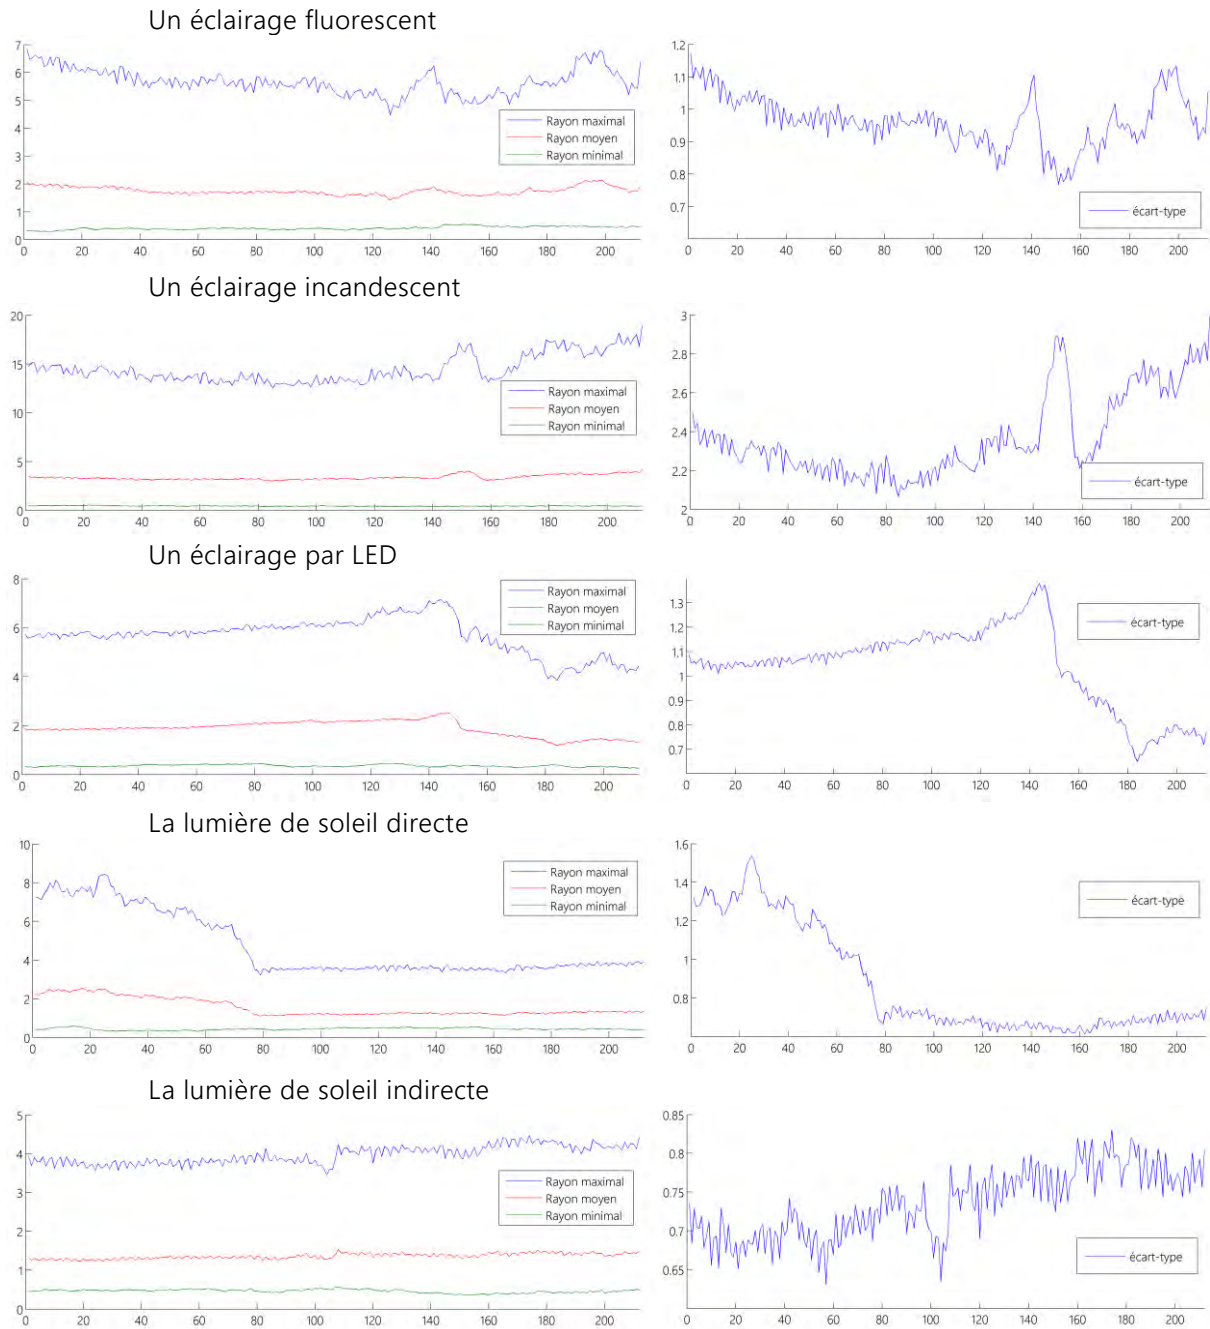 Un éclairage fluorescent
7
6
5
4
3
2
1
0
0 20 40 60 80 100 120 140 160 180 200
Rayon maximal
Rayon moyen
Rayon minimal
1.2
1.1
1
0.9
0.8
0.7
0 20 40 60 80 100 120 140 160 180 200
écart-type
Un éclairage incandescent
20
15
10
5
0
0 20 40 60 80 100 120 140 160 180 200
Rayon maximal
Rayon moyen
Rayon minimal
3
2.8
2.6
2.4
2.2
2
0 20 40 60 80 100 120 140 160 180 200
écart-type
Un éclairage par LED
8
6
4
2
0
0 20 40 60 80 100 120 140 160 180 200
Rayon maximal
Rayon moyen
Rayon minimal
1.3
1.2
1.1
1
0.9
0.8
0.7
0 20 40 60 80 100 120 140 160 180 200
écart-type
La lumière de soleil directe
10
8
6
4
2
0
0 20 40 60 80 100 120 140 160 180 200
Rayon maximal
Rayon moyen
Rayon minimal
1.6
1.4
1.2
1
0.8
0 20 40 60 80 100 120 140 160 180 200
écart-type
La lumière de soleil indirecte
5
4
3
2
1
0
0 20 40 60 80 100 120 140 160 180 200
Rayon maximal
Rayon moyen
Rayon minimal
0.85
0.8
0.75
0.7
0.65
0 20 40 60 80 100 120 140 160 180 200
écart-type